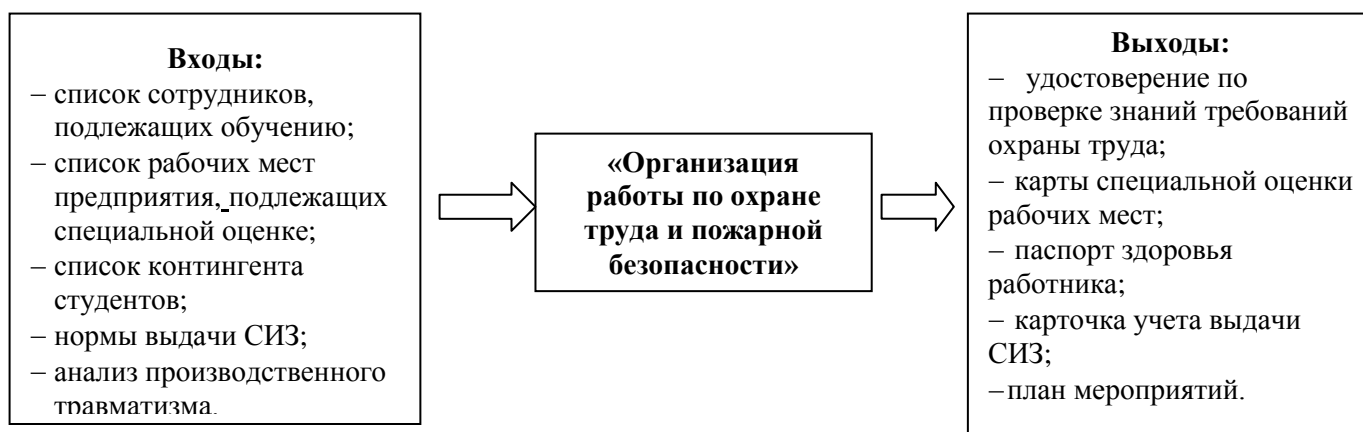 Входы:
– список сотрудников,
подлежащих обучению;
– список рабочих мест
предприятия, подлежащих
специальной оценке;
– список контингента
студентов;
– нормы выдачи СИЗ;
– анализ производственного
травматизма.
«Организация
работы по охране
труда и пожарной
безопасности»
Выходы:
– удостоверение по
проверке знаний требований
охраны труда;
– карты специальной оценки
рабочих мест;
– паспорт здоровья
работника;
– карточка учета выдачи
СИЗ;
– план мероприятий.